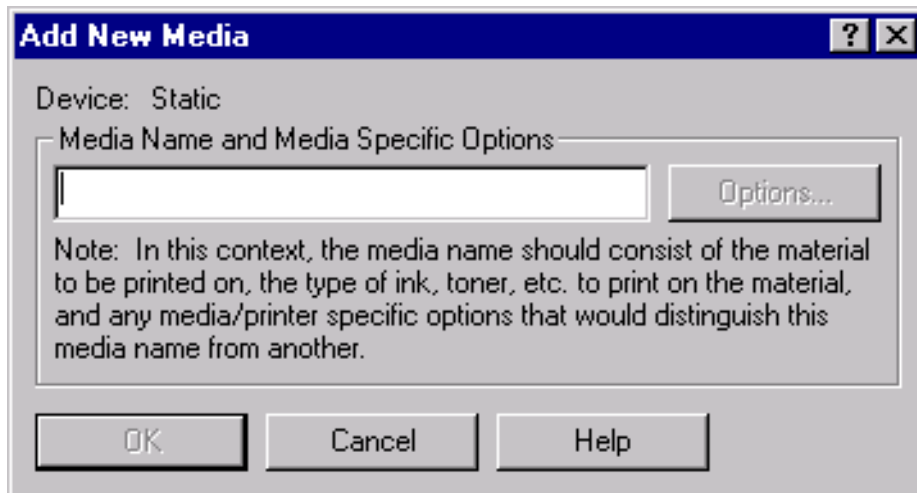 Add New Media
Device: Static
Media Name and Media Specific Options
Options...
Note: In this context, the media name should consist of the material
to be printed on, the type of ink, toner, etc. to print on the material,
and any media/printer specific options that would distinguish this
media name from another.
OK Cancel Help